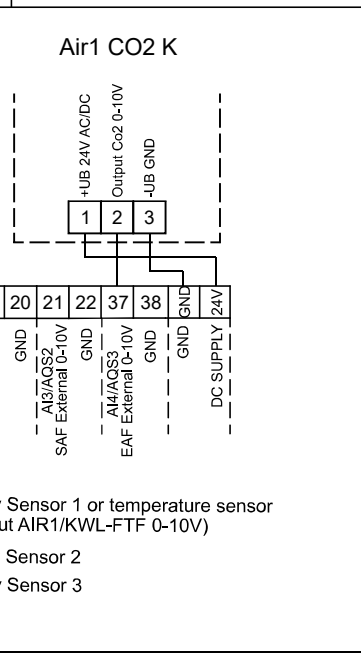 Air1 CO2 K
+UB 24V AC/DC
Output Co2 0-10V
-UB GND
1 2 3
20 21 22 37 38 GND 24V
GND
AI3/AQS2
SAF External 0-10V
GND
AI4/AQS3
EAF External 0-10V
GND
GND
DC SUPPLY
Sensor 1 or temperature sensor
AIR1/KWL-FTF 0-10V)
Sensor 2
Sensor 3